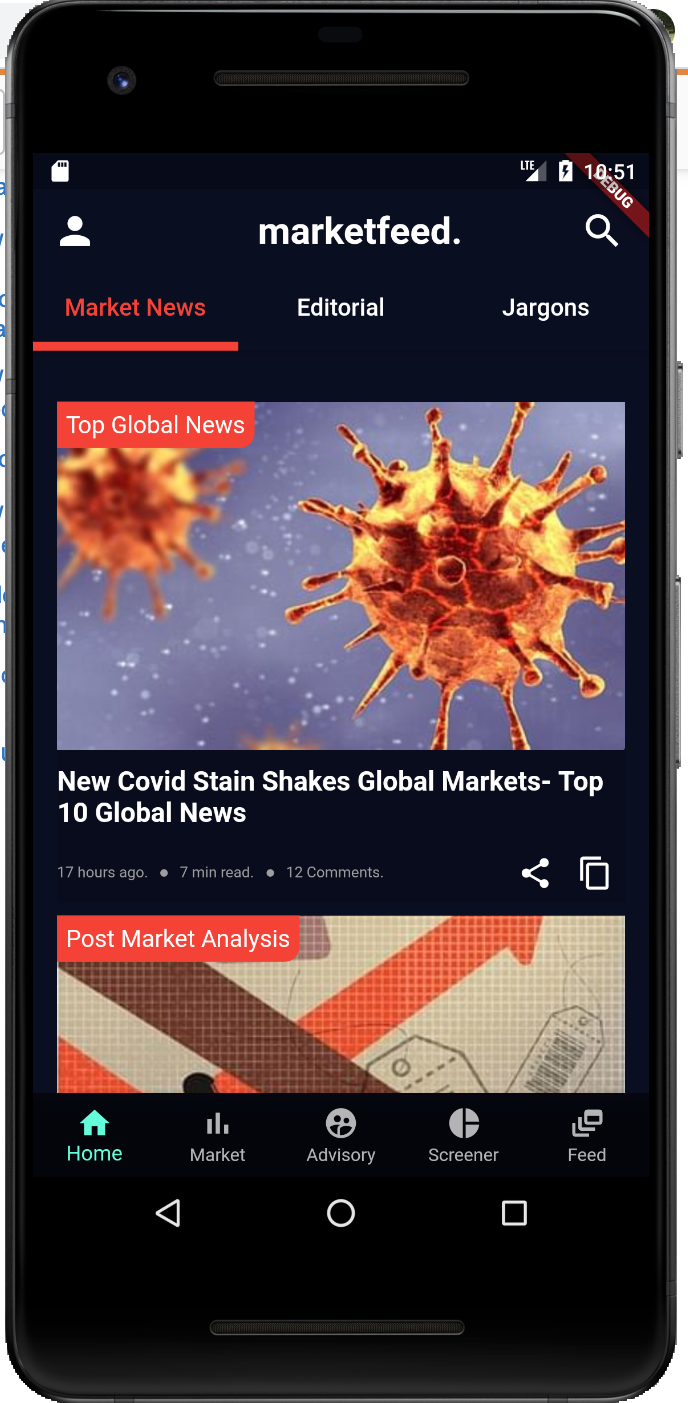 LTE 10:51
DEBUG
marketfeed.
Market News Editorial Jargons
Top Global News
New Covid Stain Shakes Global Markets- Top
10 Global News
17 hours ago. ● 7 min read. ● 12 Comments.
Post Market Analysis
Home Market Advisory Screener Feed